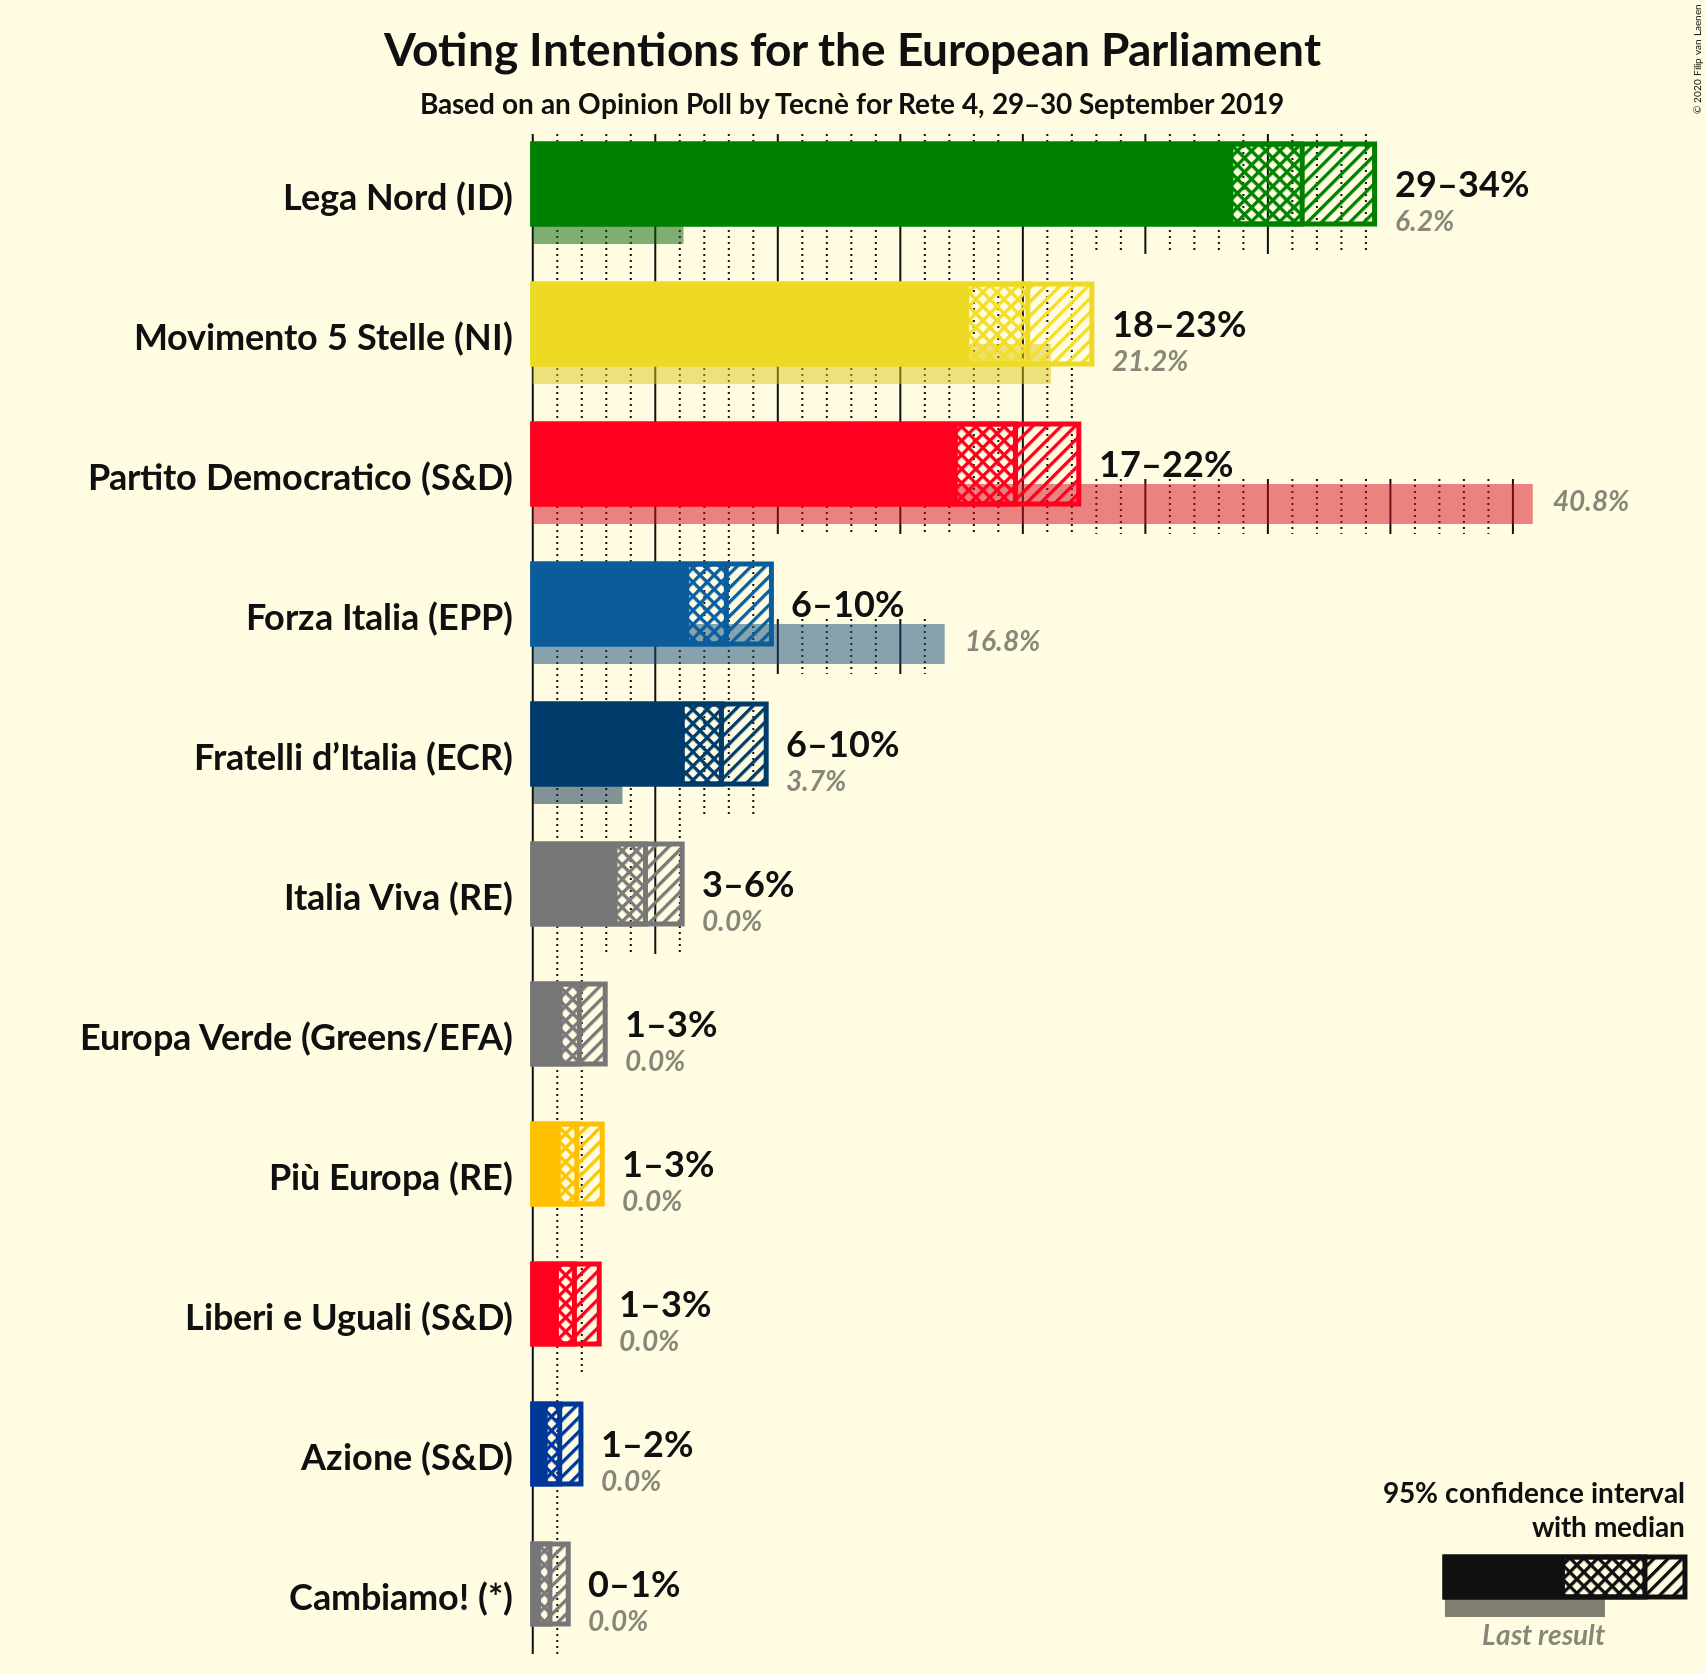 Voting Intentions for the European Parliament
Based on an Opinion Poll by Tecnè for Rete 4, 29–30 September 2019
© 2020 Filip van Laenen
Lega Nord (ID)
29–34%
6.2%
Movimento 5 Stelle (NI)
18–23%
21.2%
Partito Democratico (S&D)
17–22%
40.8%
Forza Italia (EPP)
6–10%
16.8%
Fratelli d’Italia (ECR)
6–10%
3.7%
Italia Viva (RE)
3–6%
0.0%
Europa Verde (Greens/EFA)
1–3%
0.0%
Più Europa (RE)
1–3%
0.0%
Liberi e Uguali (S&D)
1–3%
0.0%
Azione (S&D)
1–2%
0.0%
Cambiamo! (*)
0–1%
0.0%
95% confidence interval
with median
Last result